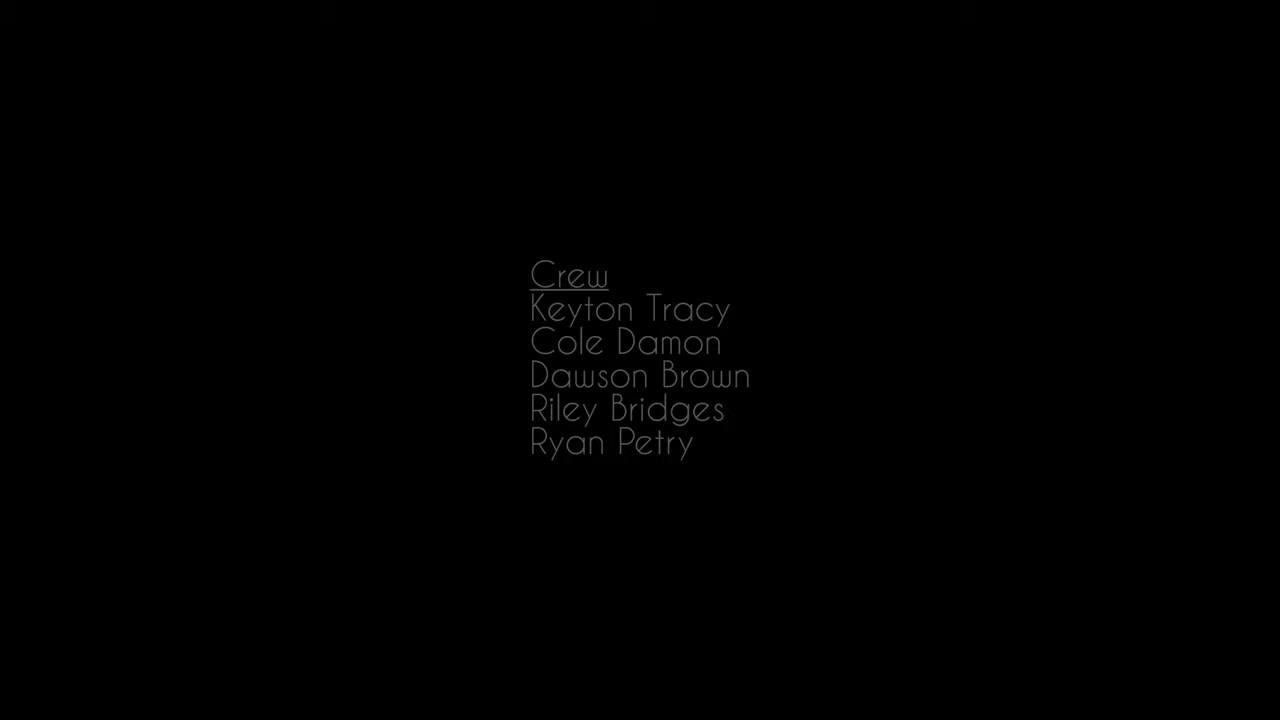 Crew
Keyton Tracy
Cole Damon
Dawson Brown
Riley Bridges
Ryan Petry